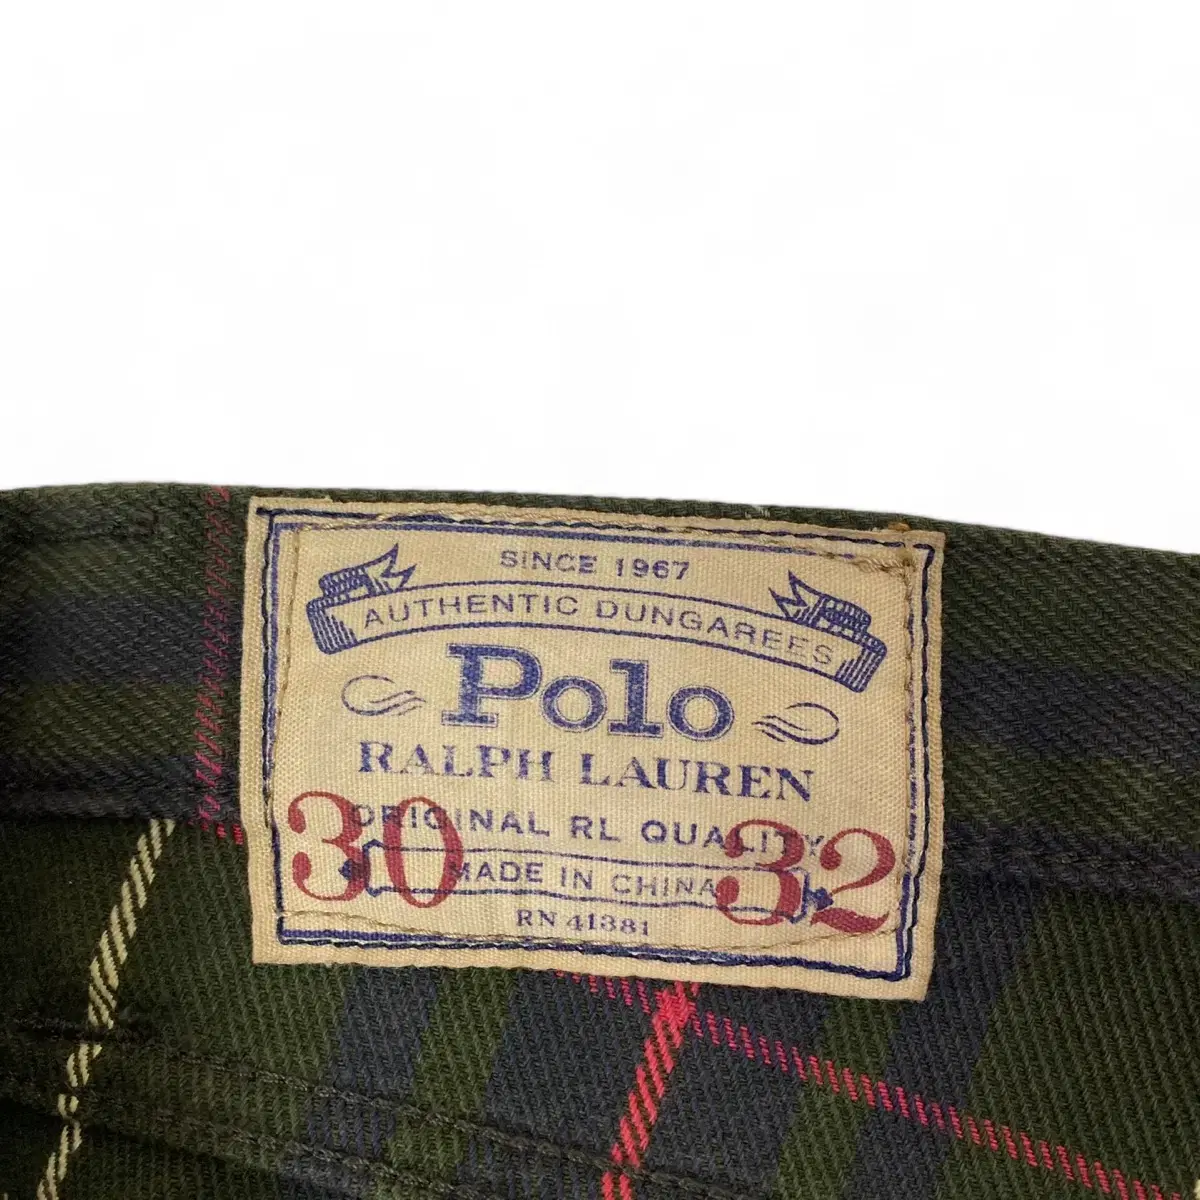 SINCE 1967
AUTHENTIC DUNGAREES
Polo
RALPH LAUREN
ORIGINAL RL QUALITY
30 32
MADE IN CHINA
RN 41381